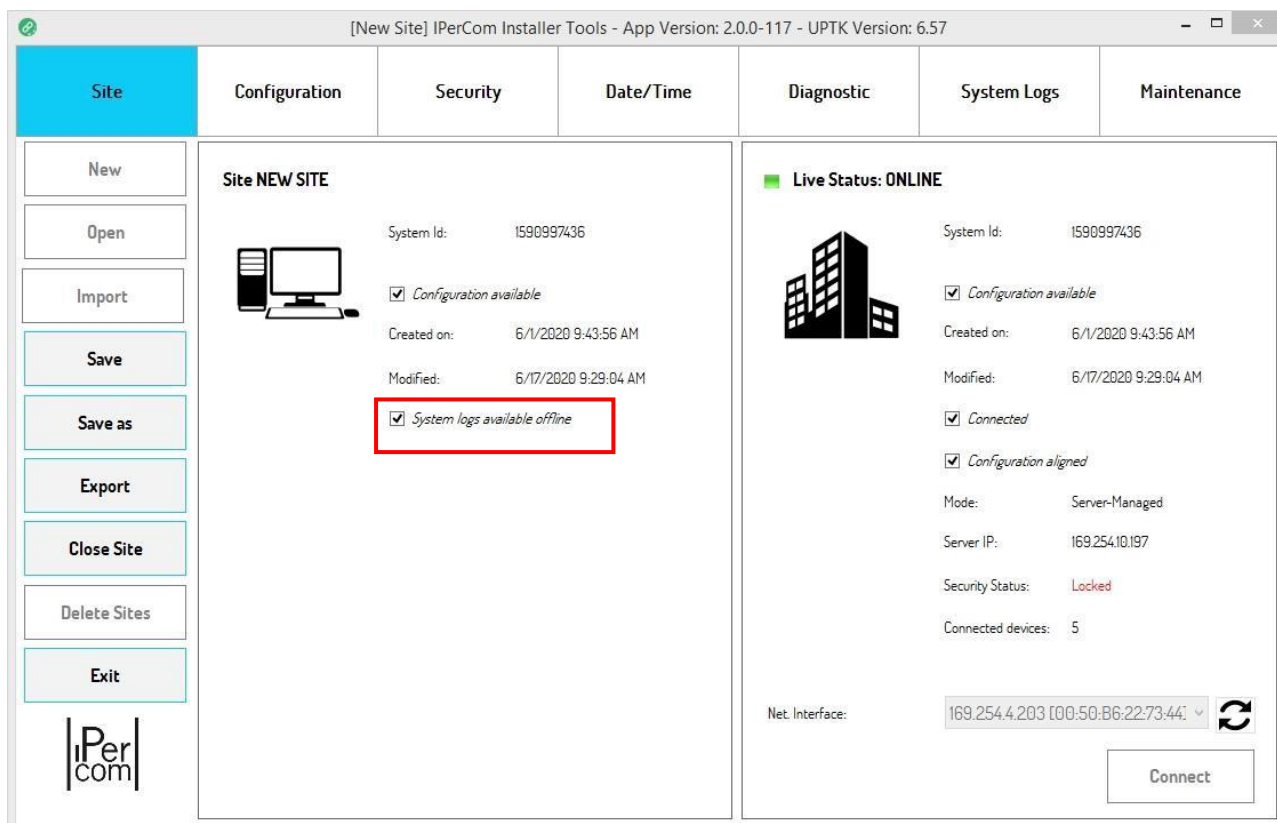 [New Site] IPerCom Installer Tools - App Version: 2.0.0-117 - UPTK Version: 6.57
Site
Configuration
Security
Date/Time
Diagnostic
System Logs
Maintenance
New
Open
Import
Save
Save as
Export
Close Site
Delete Sites
Exit
IPer
com
Site NEW SITE
System Id: 1590997436
Configuration available
Created on: 6/1/2020 9:43:56 AM
Modified: 6/17/2020 9:29:04 AM
System logs available offline
Live Status: ONLINE
System Id: 1590997436
Configuration available
Created on: 6/1/2020 9:43:56 AM
Modified: 6/17/2020 9:29:04 AM
Connected
Configuration aligned
Mode: Server-Managed
Server IP: 169.254.10.197
Security Status: Locked
Connected devices: 5
Net. Interface: 169.254.4.203 [00:50:B6:22:73:44]
Connect